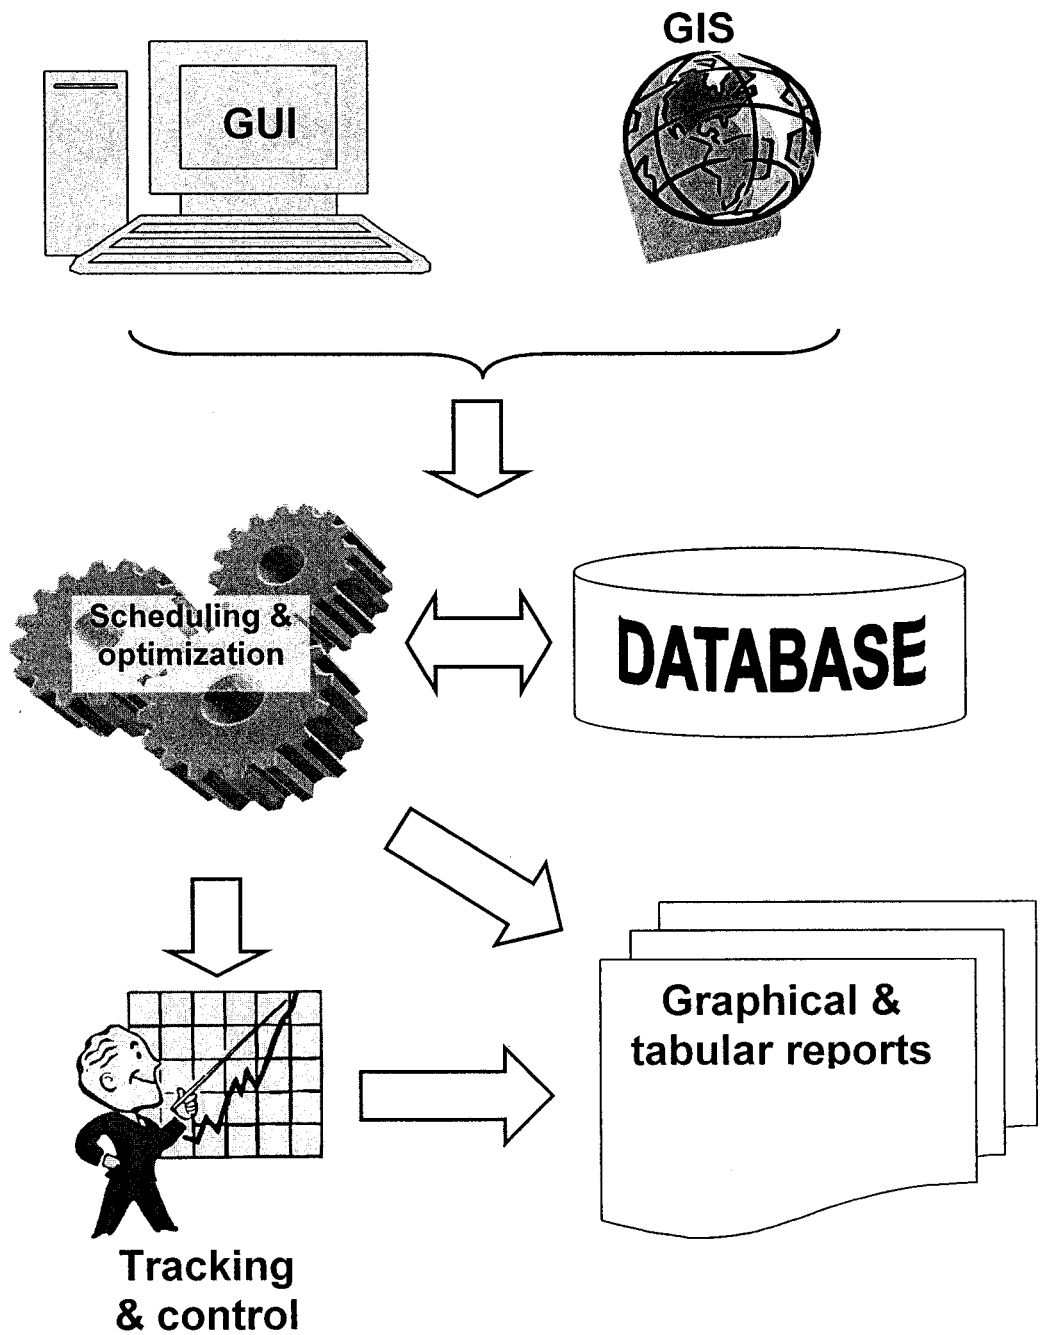 GIS
GUI
Scheduling &
optimization
DATABASE
Graphical &
tabular reports
Tracking
& control